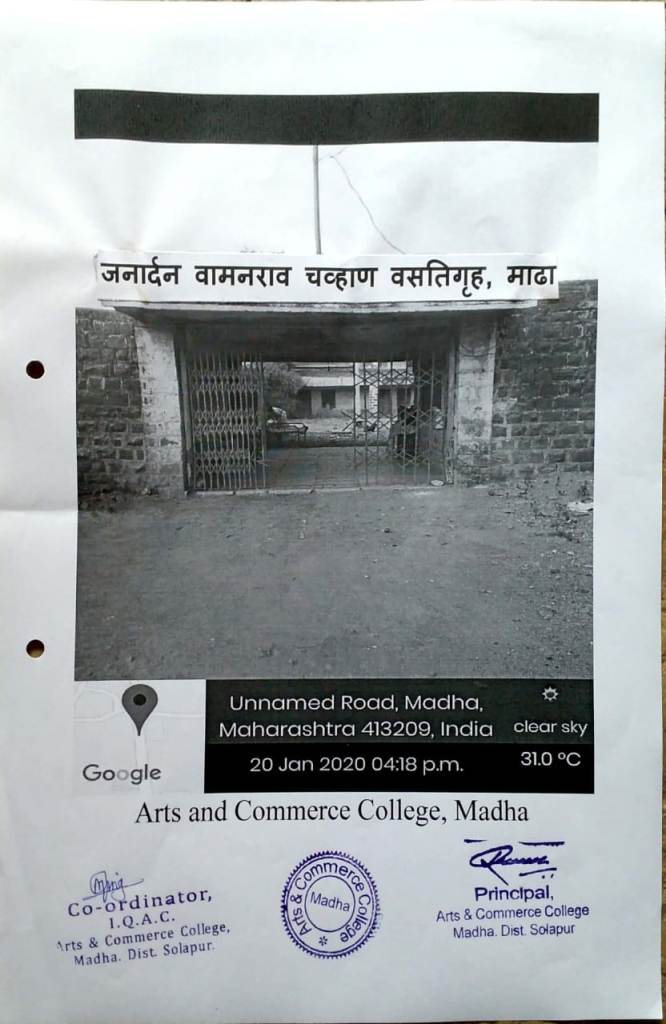 जनार्दन वामनराव चव्हाण वसतिगृह, माढा
Unnamed Road, Madha,
Maharashtra 413209, India
clear sky
20 Jan 2020 04:18 p.m.
31.0 °C
Google
Arts and Commerce College, Madha
Co-ordinator,
I.Q.A.C.
Arts & Commerce College,
Madha. Dist. Solapur.
Arts & Commerce College
Madha
Principal,
Arts & Commerce College
Madha. Dist. Solapur